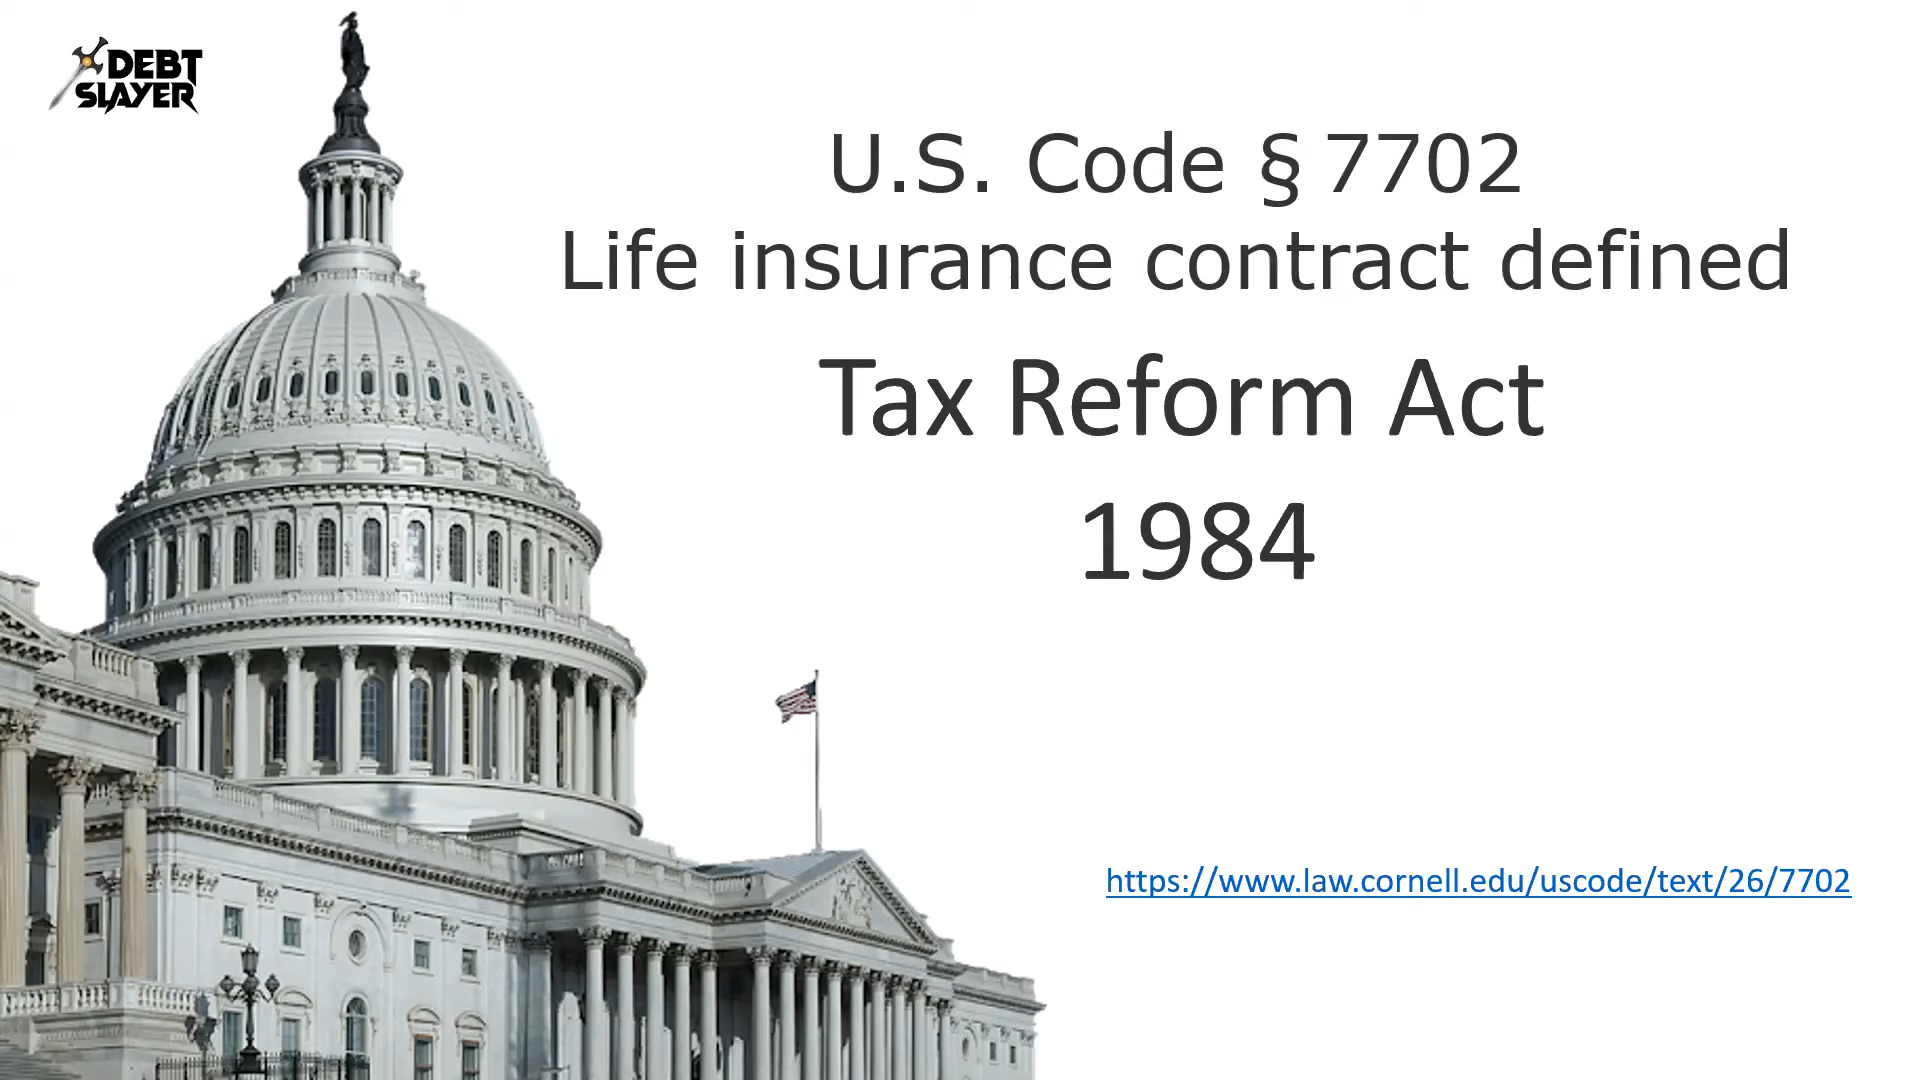 DEBT
SLAYER
U.S. Code § 7702
Life insurance contract defined
Tax Reform Act
1984
https://www.law.cornell.edu/uscode/text/26/7702